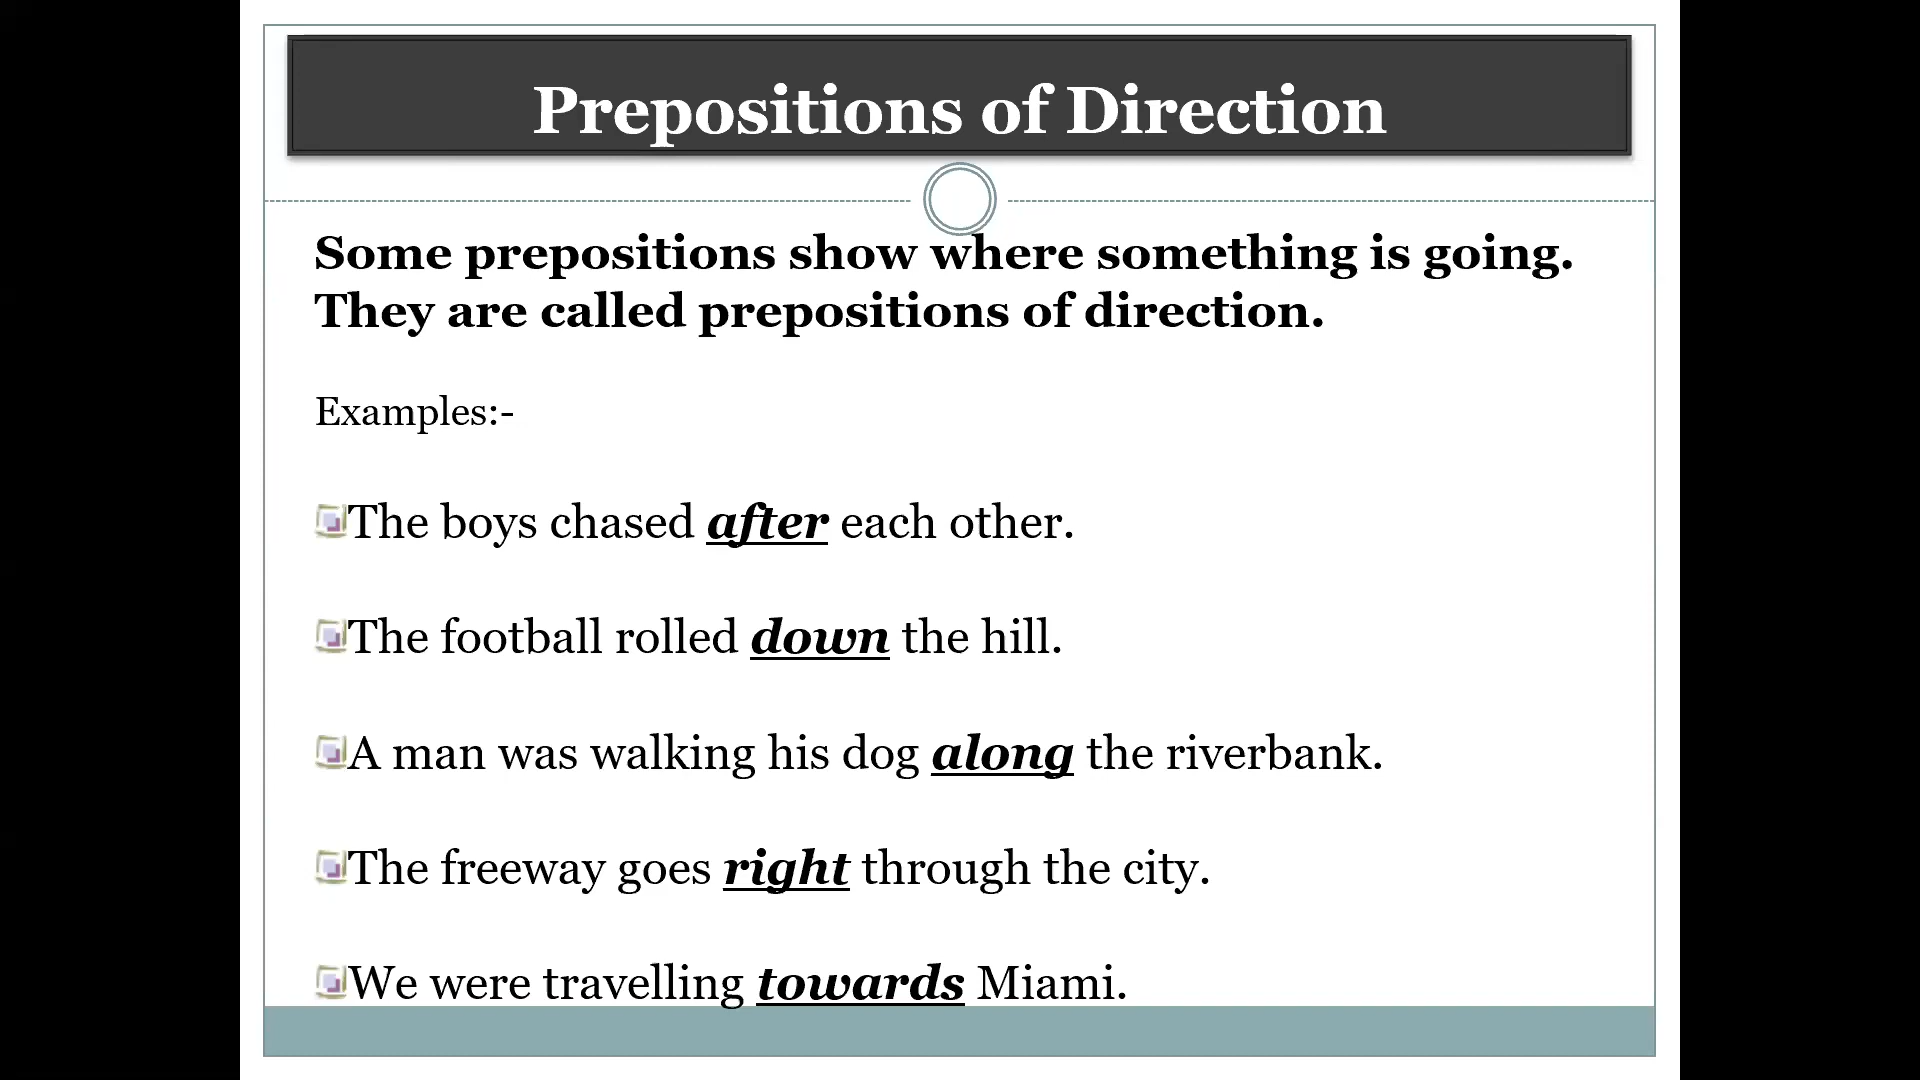 Prepositions of Direction
Some prepositions show where something is going.
They are called prepositions of direction.
Examples:-
The boys chased after each other.
The football rolled down the hill.
A man was walking his dog along the riverbank.
The freeway goes right through the city.
We were travelling towards Miami.